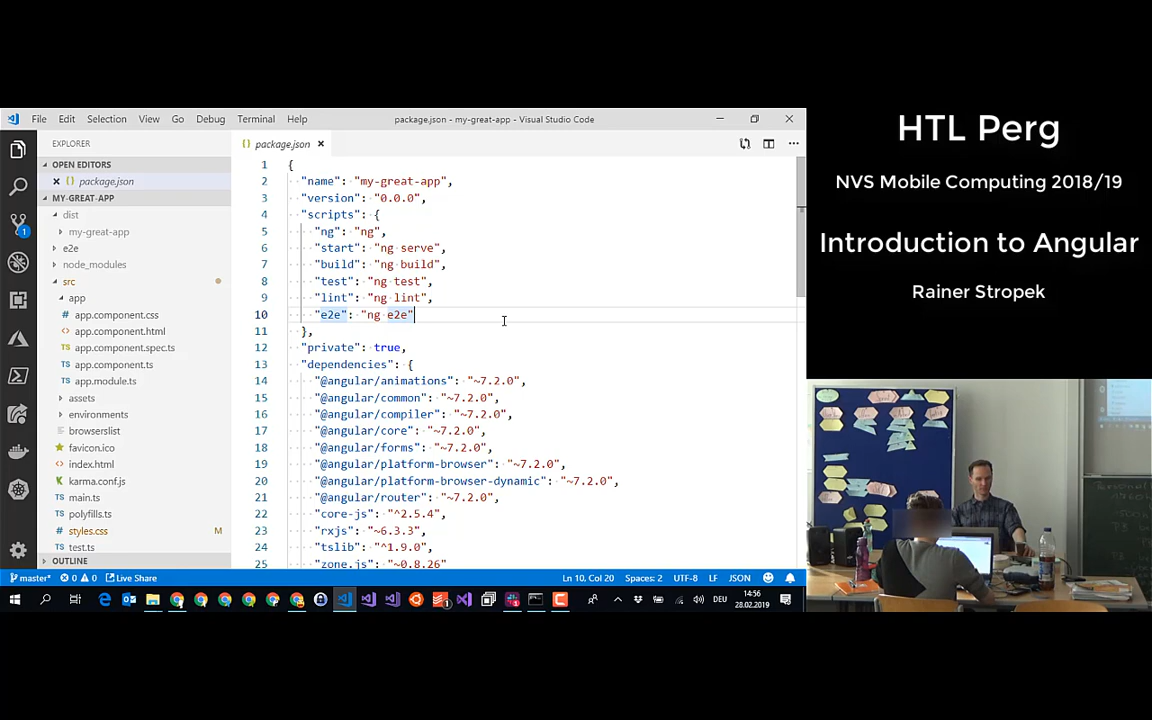 File Edit Selection View Go Debug Terminal Help
package.json - my-great-app - Visual Studio Code
EXPLORER
OPEN EDITORS
package.json
MY-GREAT-APP
dist
my-great-app
e2e
node_modules
src
app
app.component.css
app.component.html
app.component.spec.ts
app.component.ts
app.module.ts
assets
environments
browserslist
favicon.ico
index.html
karma.conf.js
main.ts
polyfills.ts
styles.css M
test.ts
OUTLINE
{} package.json
1 {
2 "name": "my-great-app",
3 "version": "0.0.0",
4 "scripts": {
5 "ng": "ng",
6 "start": "ng serve",
7 "build": "ng build",
8 "test": "ng test",
9 "lint": "ng lint",
10 "e2e": "ng e2e"
11 },
12 "private": true,
13 "dependencies": {
14 "@angular/animations": "~7.2.0",
15 "@angular/common": "~7.2.0",
16 "@angular/compiler": "~7.2.0",
17 "@angular/core": "~7.2.0",
18 "@angular/forms": "~7.2.0",
19 "@angular/platform-browser": "~7.2.0",
20 "@angular/platform-browser-dynamic": "~7.2.0",
21 "@angular/router": "~7.2.0",
22 "core-js": "^2.5.4",
23 "rxjs": "~6.3.3",
24 "tslib": "^1.9.0",
25 "zone.js": "~0.8.26"
master* 0 0 Live Share
Ln 10, Col 20 Spaces: 2 UTF-8 LF JSON
DEU
14:56
28.02.2019
HTL Perg
NVS Mobile Computing 2018/19
Introduction to Angular
Rainer Stropek